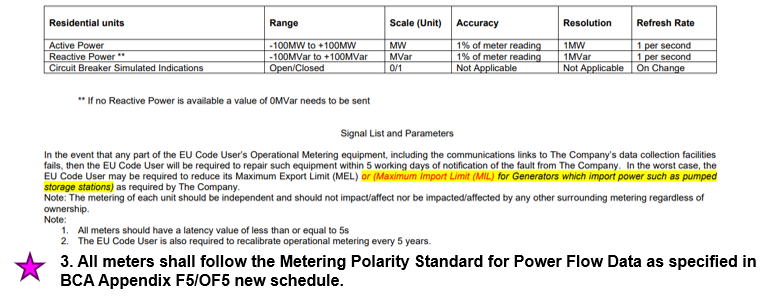 Residential units Range Scale (Unit) Accuracy Resolution Refresh Rate
Active Power -100MW to +100MW MW 1% of meter reading 1MW 1 per second
Reactive Power ** -100MVar to +100MVar MVar 1% of meter reading 1MVar 1 per second
Circuit Breaker Simulated Indications Open/Closed 0/1 Not Applicable Not Applicable On Change
** If no Reactive Power is available a value of 0MVar needs to be sent
Signal List and Parameters
In the event that any part of the EU Code User's Operational Metering equipment, including the communications links to The Company's data collection facilities
fails, then the EU Code User will be required to repair such equipment within 5 working days of notification of the fault from The Company. In the worst case, the
EU Code User may be required to reduce its Maximum Export Limit (MEL) or (Maximum Import Limit (MIL) for Generators which import power such as pumped
storage stations) as required by The Company.
Note: The metering of each unit should be independent and should not impact/affect nor be impacted/affected by any other surrounding metering regardless of
ownership.
Note:
1. All meters should have a latency value of less than or equal to 5s
2. The EU Code User is also required to recalibrate operational metering every 5 years.
3. All meters shall follow the Metering Polarity Standard for Power Flow Data as specified in
BCA Appendix F5/OF5 new schedule.